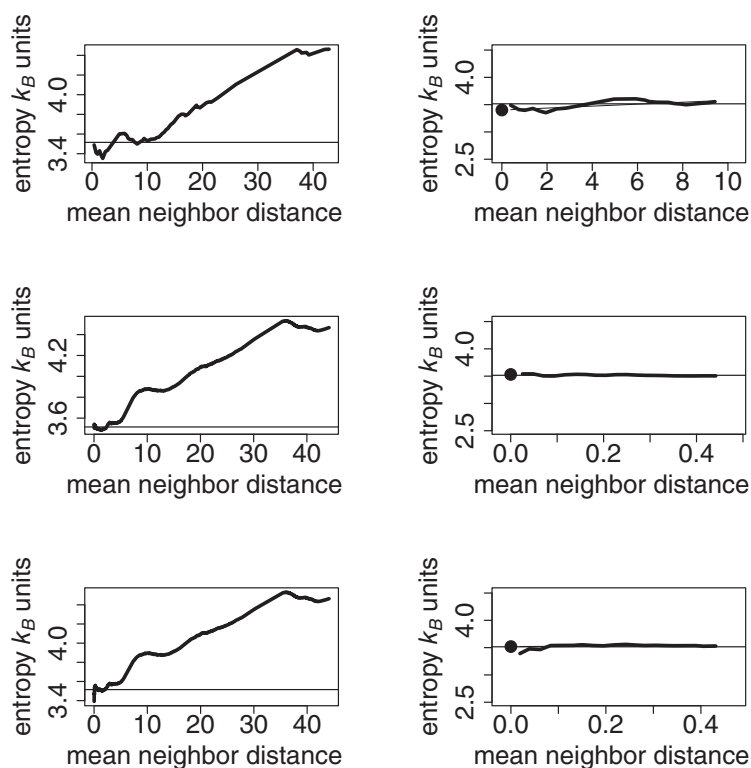 entropy k_B units
3.4 4.0
0 10 20 30 40
mean neighbor distance
entropy k_B units
2.5 4.0
0 2 4 6 8 10
mean neighbor distance
entropy k_B units
3.6 4.2
0 10 20 30 40
mean neighbor distance
entropy k_B units
2.5 4.0
0.0 0.2 0.4
mean neighbor distance
entropy k_B units
3.4 4.0
0 10 20 30 40
mean neighbor distance
entropy k_B units
2.5 4.0
0.0 0.2 0.4
mean neighbor distance